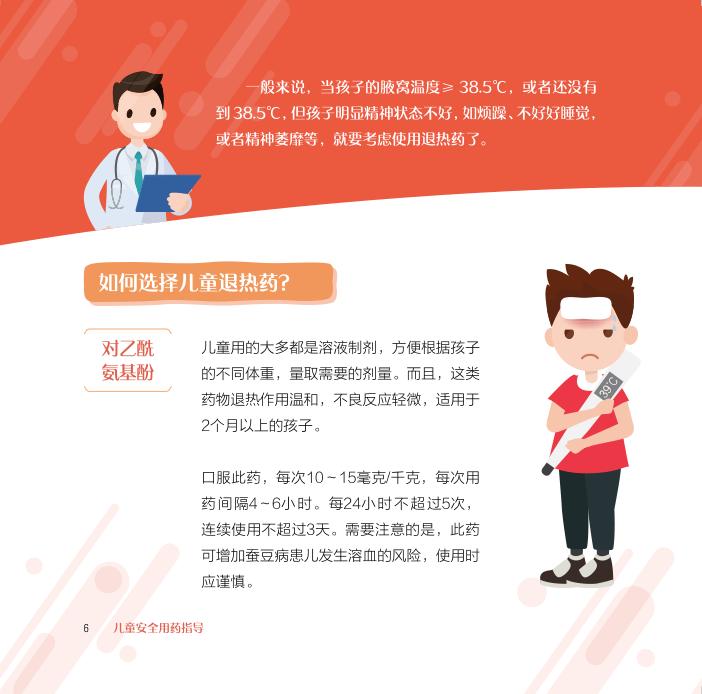 一般来说，当孩子的腋窝温度≥ 38.5℃，或者还没有
到38.5℃，但孩子明显精神状态不好，如烦躁、不好好睡觉，
或者精神萎靡等，就要考虑使用退热药了。
如何选择儿童退热药?
对乙酰
氨基酚
儿童用的大多都是溶液制剂，方便根据孩子
的不同体重，量取需要的剂量。而且，这类
药物退热作用温和，不良反应轻微，适用于
2个月以上的孩子。
口服此药，每次10～15毫克/千克，每次用
药间隔4～6小时。每24小时不超过5次，
连续使用不超过3天。需要注意的是，此药
可增加蚕豆病患儿发生溶血的风险，使用时
应谨慎。
39℃
6 儿童安全用药指导